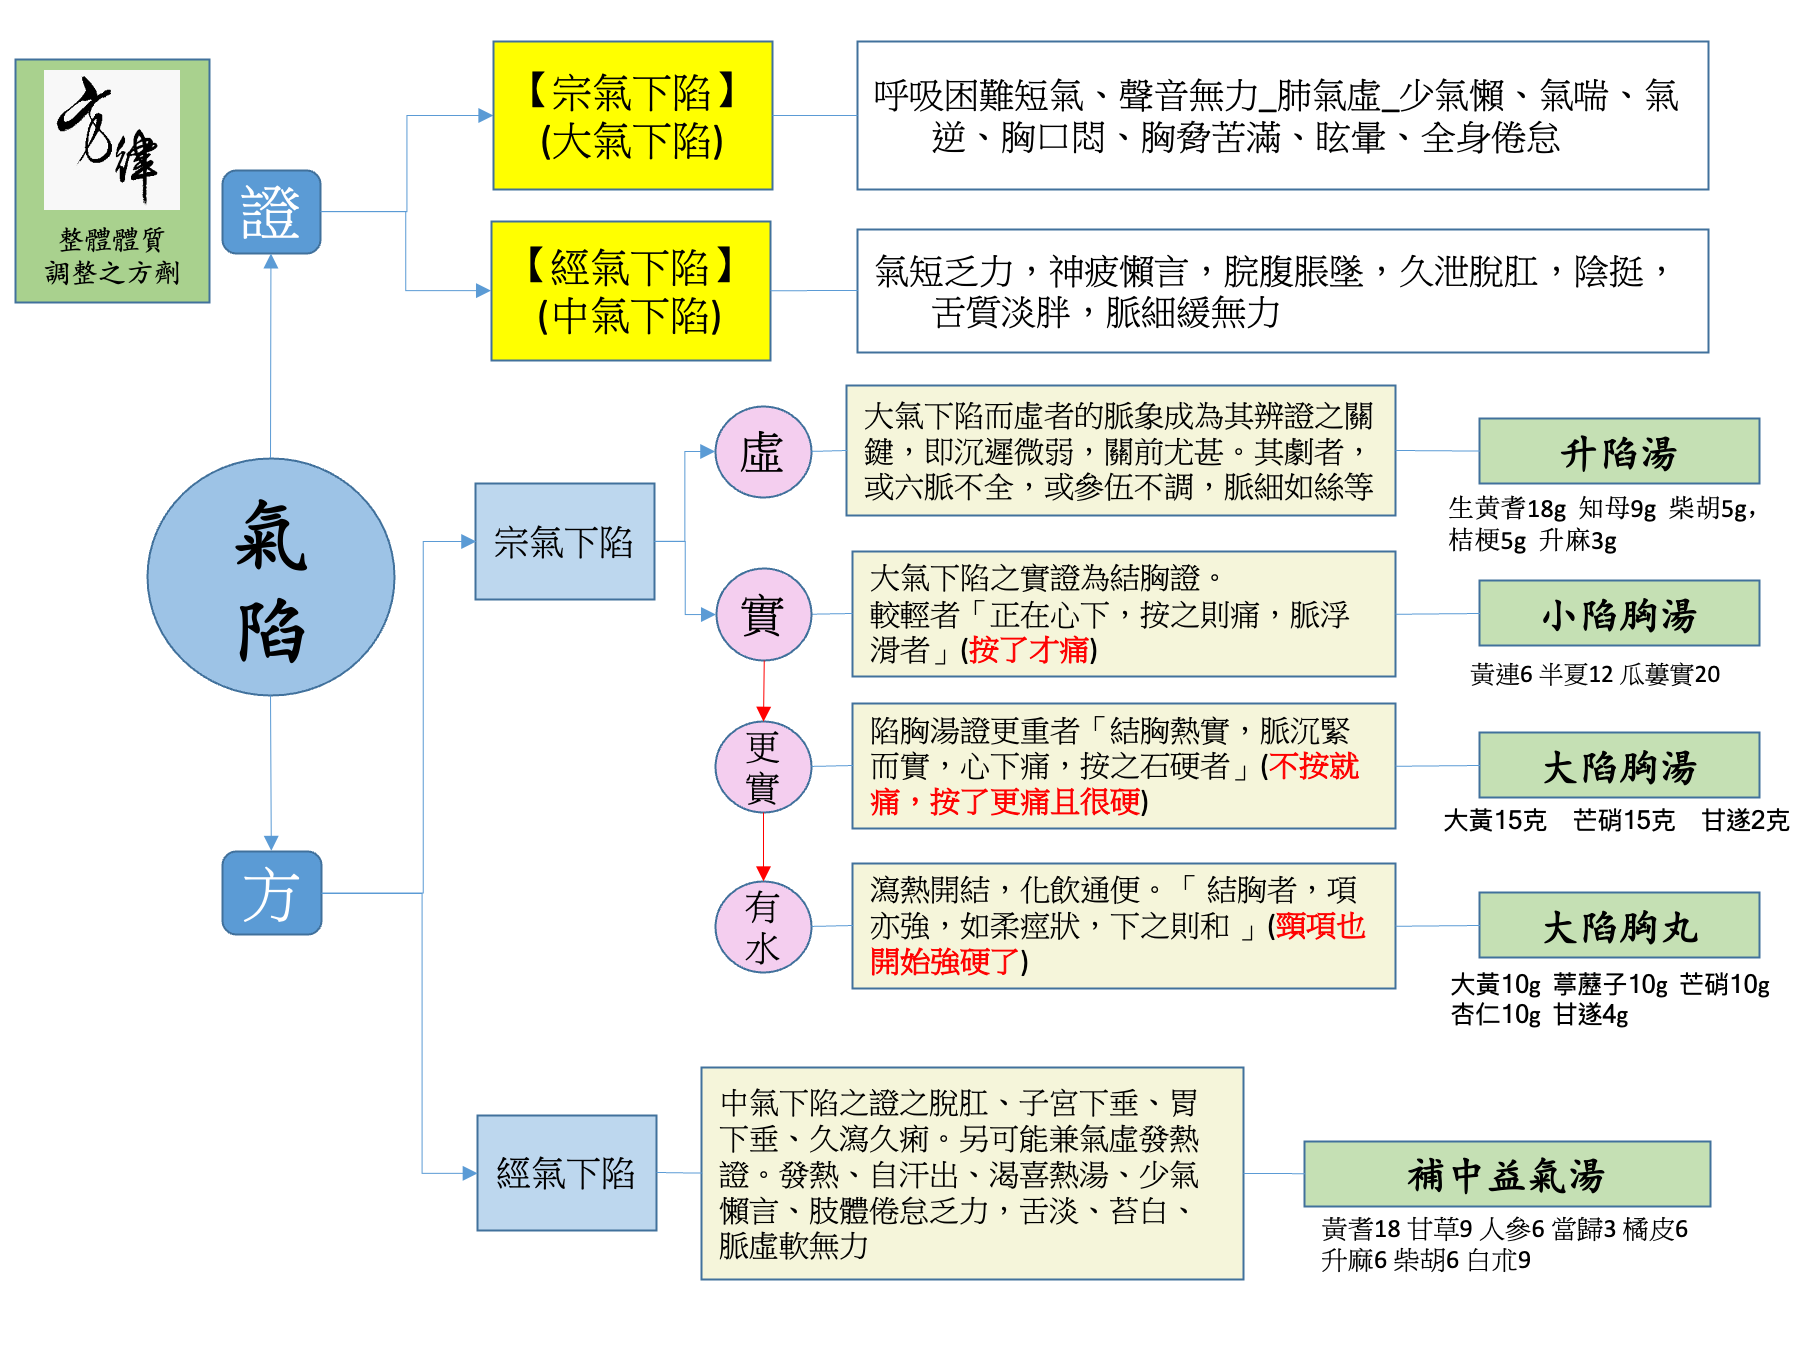 方律
整體體質
調整之方劑
證
【宗氣下陷】
(大氣下陷)
呼吸困難短氣、聲音無力_肺氣虛_少氣懶、氣喘、氣
逆、胸口悶、胸脅苦滿、眩暈、全身倦怠
【經氣下陷】
(中氣下陷)
氣短乏力，神疲懶言，脘腹脹墜，久泄脫肛，陰挺，
舌質淡胖，脈細緩無力
氣
陷
方
宗氣下陷
虛
大氣下陷而虛者的脈象成為其辨證之關
鍵，即沉遲微弱，關前尤甚。其劇者，
或六脈不全，或參伍不調，脈細如絲等
升陷湯
生黄耆18g 知母9g 柴胡5g，
桔梗5g 升麻3g
實
大氣下陷之實證為結胸證。
較輕者「正在心下，按之則痛，脈浮
滑者」(按了才痛)
小陷胸湯
黃連6 半夏12 瓜蔞實20
更
實
陷胸湯證更重者「結胸熱實，脈沉緊
而實，心下痛，按之石硬者」(不按就
痛，按了更痛且很硬)
大陷胸湯
大黃15克 芒硝15克 甘遂2克
有
水
瀉熱開結，化飲通便。「 結胸者，項
亦強，如柔痙狀，下之則和 」(頸項也
開始強硬了)
大陷胸丸
大黃10g 葶藶子10g 芒硝10g
杏仁10g 甘遂4g
經氣下陷
中氣下陷之證之脫肛、子宮下垂、胃
下垂、久瀉久痢。另可能兼氣虛發熱
證。發熱、自汗出、渴喜熱湯、少氣
懶言、肢體倦怠乏力，舌淡、苔白、
脈虛軟無力
補中益氣湯
黃耆18 甘草9 人參6 當歸3 橘皮6
升麻6 柴胡6 白朮9